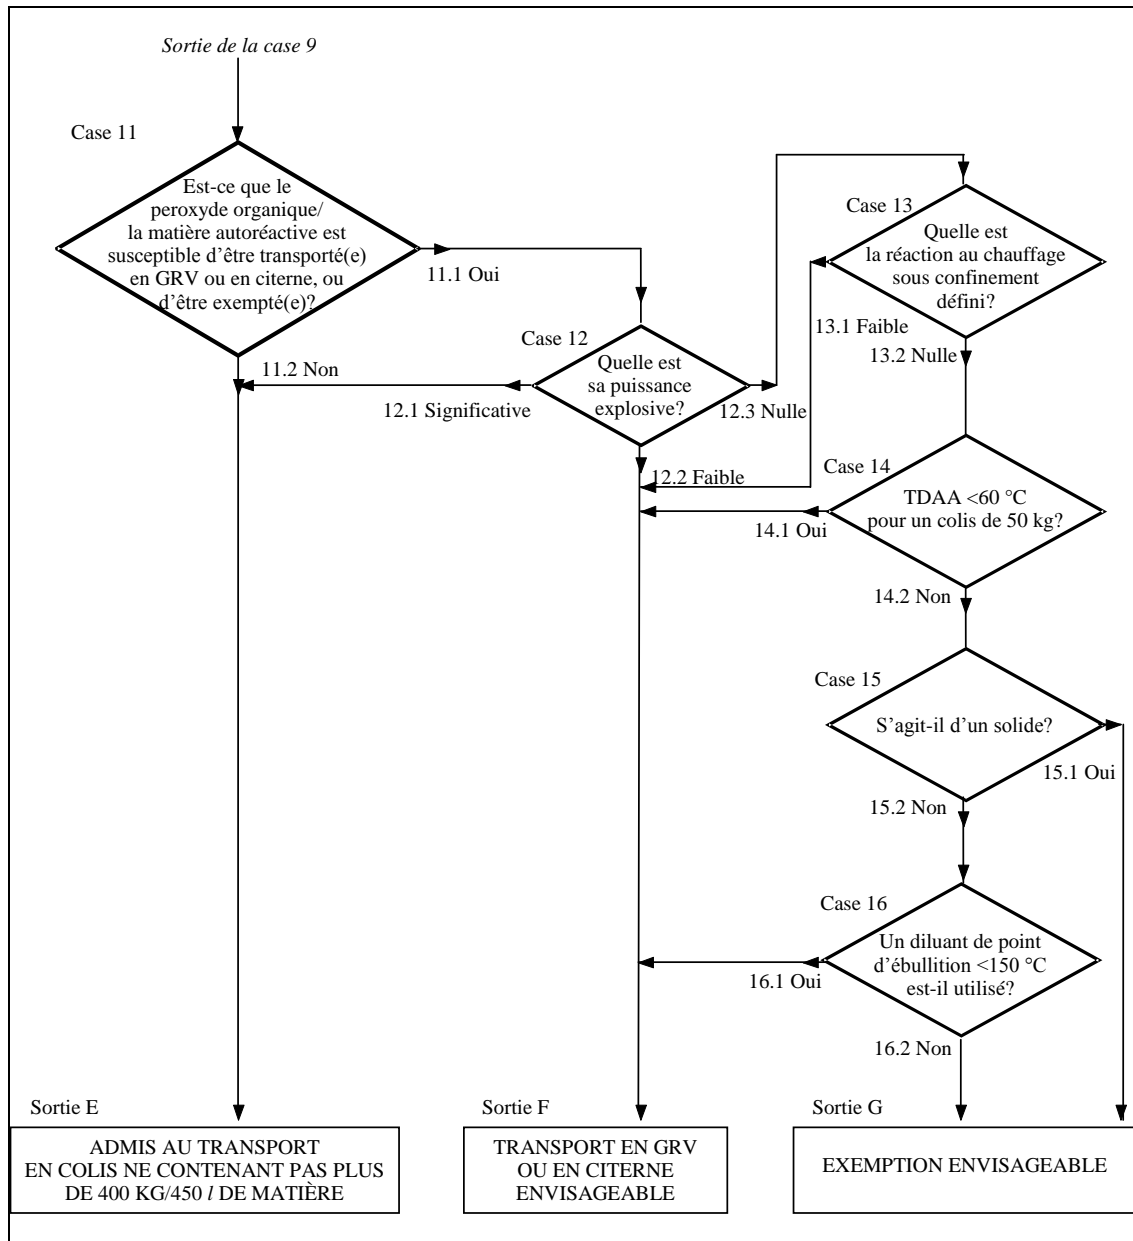 Sortie de la case 9
Case 11
Est-ce que le
peroxyde organique/
la matière autoréactive est
susceptible d’être transporté(e)
en GRV ou en citerne, ou
d’être exempté(e)?
11.1 Oui
11.2 Non
Case 12
Quelle est
sa puissance
explosive?
12.1 Significative
12.3 Nulle
12.2 Faible
Case 13
Quelle est
la réaction au chauffage
sous confinement
défini?
13.1 Faible
13.2 Nulle
Case 14
TDAA <60 °C
pour un colis de 50 kg?
14.1 Oui
14.2 Non
Case 15
S’agit-il d’un solide?
15.1 Oui
15.2 Non
Case 16
Un diluant de point
d’ébullition <150 °C
est-il utilisé?
16.1 Oui
16.2 Non
Sortie E
ADMIS AU TRANSPORT
EN COLIS NE CONTENANT PAS PLUS
DE 400 KG/450 l DE MATIÈRE
Sortie F
TRANSPORT EN GRV
OU EN CITERNE
ENVISAGEABLE
Sortie G
EXEMPTION ENVISAGEABLE